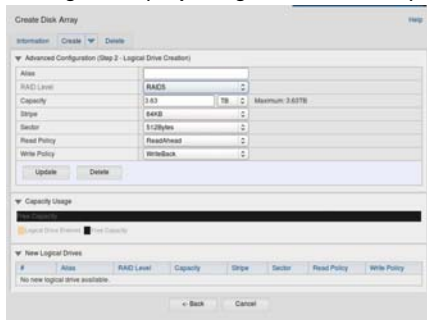 Create Disk Array Help
Information Create Delete
Advanced Configuration (Step 2 - Logical Drive Creation)
Alias
RAID Level RAID5
Capacity 3.63 TB Maximum: 3.63TB
Stripe 64KB
Sector 512Bytes
Read Policy ReadAhead
Write Policy WriteBack
Update Delete
Capacity Usage
Free Capacity
Logical Drive Existed Free Capacity
New Logical Drives
# Alias RAID Level Capacity Stripe Sector Read Policy Write Policy
No new logical drive available.
<- Back Cancel